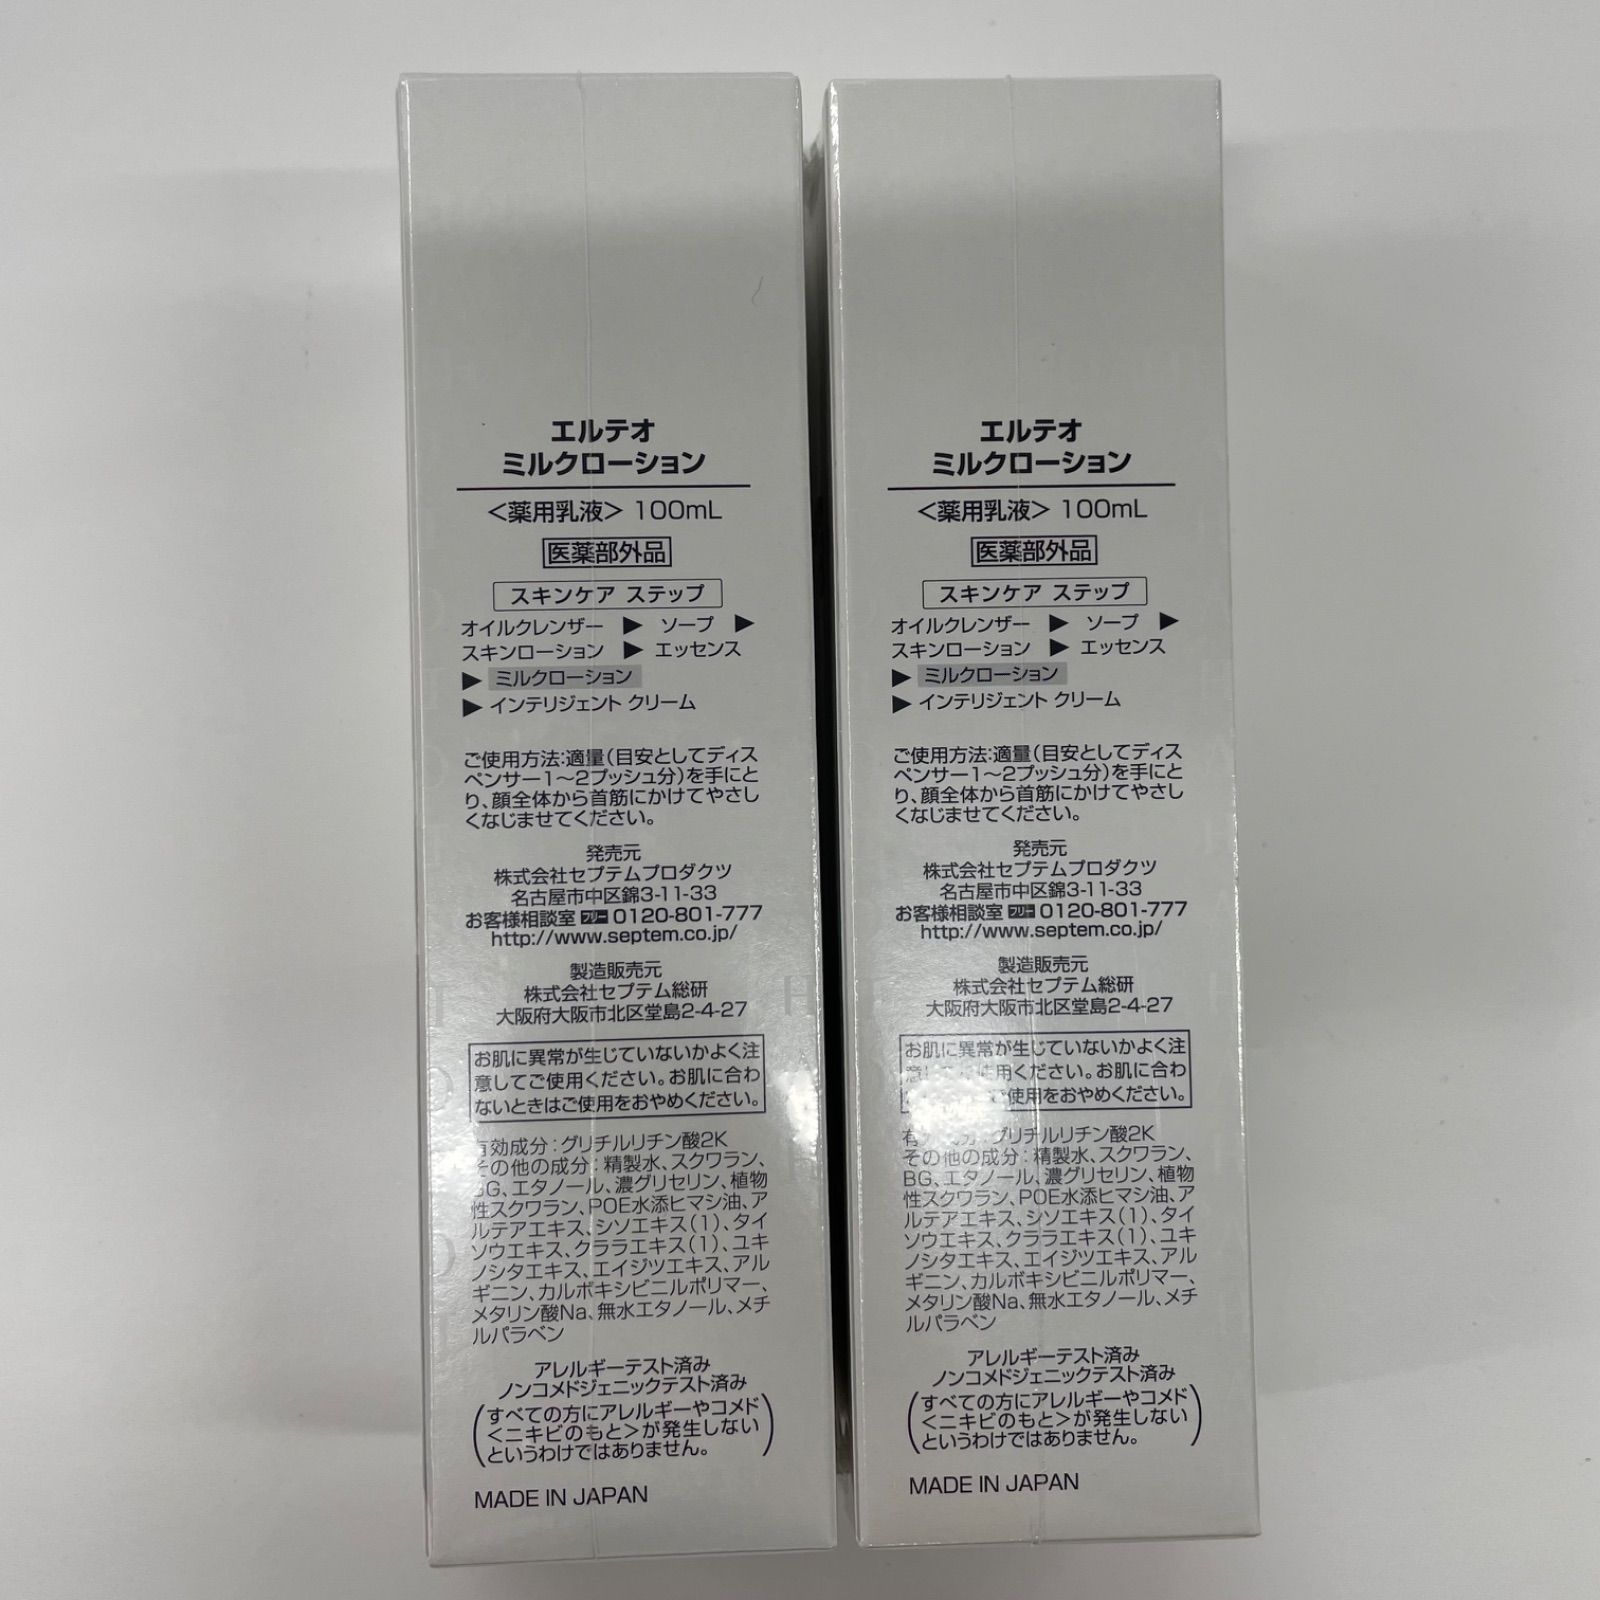 エルテオ
ミルクローション
＜薬用乳液＞ 100mL
医薬部外品
スキンケア ステップ
オイルクレンザー ▶ ソープ ▶
スキンローション ▶ エッセンス
▶ ミルクローション
▶ インテリジェント クリーム
ご使用方法:適量(目安としてディス
ペンサー1〜2プッシュ分)を手にと
り、顔全体から首筋にかけてやさし
くなじませてください。
発売元
株式会社セプテムプロダクツ
名古屋市中区錦3-11-33
お客様相談室 フリー 0120-801-777
http://www.septem.co.jp/
製造販売元
株式会社セプテム総研
大阪府大阪市北区堂島2-4-27
お肌に異常が生じていないかよく注
意してご使用ください。お肌に合わ
ないときはご使用をおやめください。
有効成分:グリチルリチン酸2K
その他の成分:精製水、スクワラン、
BG、エタノール、濃グリセリン、植物
性スクワラン、POE水添ヒマシ油、ア
ルテアエキス、シソエキス(1)、タイ
ソウエキス、クララエキス(1)、ユキ
ノシタエキス、エイジツエキス、アル
ギニン、カルボキシビニルポリマー、
メタリン酸Na、無水エタノール、メチ
ルパラベン
アレルギーテスト済み
ノンコメドジェニックテスト済み
(すべての方にアレルギーやコメド
＜ニキビのもと＞が発生しない
というわけではありません。)
MADE IN JAPAN
エルテオ
ミルクローション
＜薬用乳液＞ 100mL
医薬部外品
スキンケア ステップ
オイルクレンザー ▶ ソープ ▶
スキンローション ▶ エッセンス
▶ ミルクローション
▶ インテリジェント クリーム
ご使用方法:適量(目安としてディス
ペンサー1〜2プッシュ分)を手にと
り、顔全体から首筋にかけてやさし
くなじませてください。
発売元
株式会社セプテムプロダクツ
名古屋市中区錦3-11-33
お客様相談室 フリー 0120-801-777
http://www.septem.co.jp/
製造販売元
株式会社セプテム総研
大阪府大阪市北区堂島2-4-27
お肌に異常が生じていないかよく注
意して使用ください。お肌に合わ
ご使用をおやめください。
グリチルリチン酸2K
その他の成分:精製水、スクワラン、
BG、エタノール、濃グリセリン、植物
性スクワラン、POE水添ヒマシ油、ア
ルテアエキス、シソエキス(1)、タイ
ソウエキス、クララエキス(1)、ユキ
ノシタエキス、エイジツエキス、アル
ギニン、カルボキシビニルポリマー、
メタリン酸Na、無水エタノール、メチ
ルパラベン
アレルギーテスト済み
ノンコメドジェニックテスト済み
(すべての方にアレルギーやコメド
＜ニキビのもと＞が発生しない
というわけではありません。)
MADE IN JAPAN